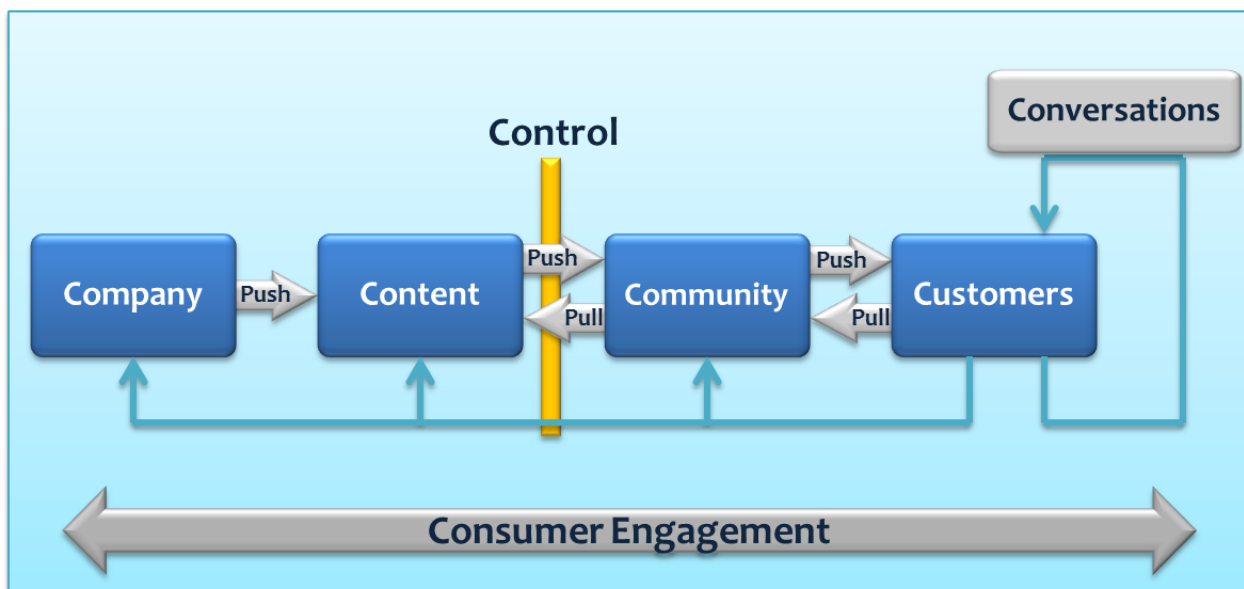 Conversations
Control
Company
Push
Content
Push
Pull
Community
Push
Pull
Customers
Consumer Engagement